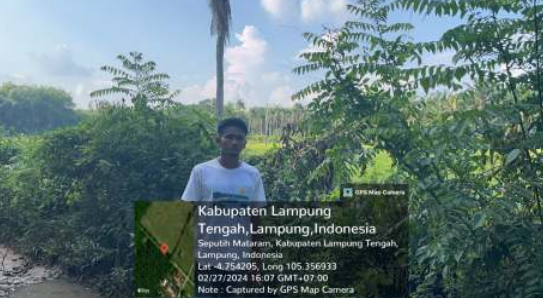 GPS Map Camera
Kabupaten Lampung
Tengah,Lampung,Indonesia
Seputih Mataram, Kabupaten Lampung Tengah,
Lampung, Indonesia
Lat -4.754205, Long 105.356933
02/27/2024 16:07 GMT+07:00
Note : Captured by GPS Map Camera